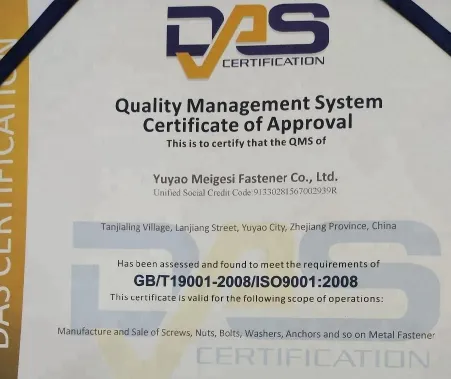 DAS
CERTIFICATION
Quality Management System
Certificate of Approval
This is to certify that the QMS of
Yuyao Meigesi Fastener Co., Ltd.
Unified Social Credit Code:91330281567002939R
Tanjialing Village, Lanjiang Street, Yuyao City, Zhejiang Province, China
Has been assessed and found to meet the requirements of
GB/T19001-2008/ISO9001:2008
This certificate is valid for the following scope of operations:
Manufacture and Sale of Screws, Nuts, Bolts, Washers, Anchors and so on Metal Fastener
DAS
CERTIFICATION
DAS CERTIFICATION